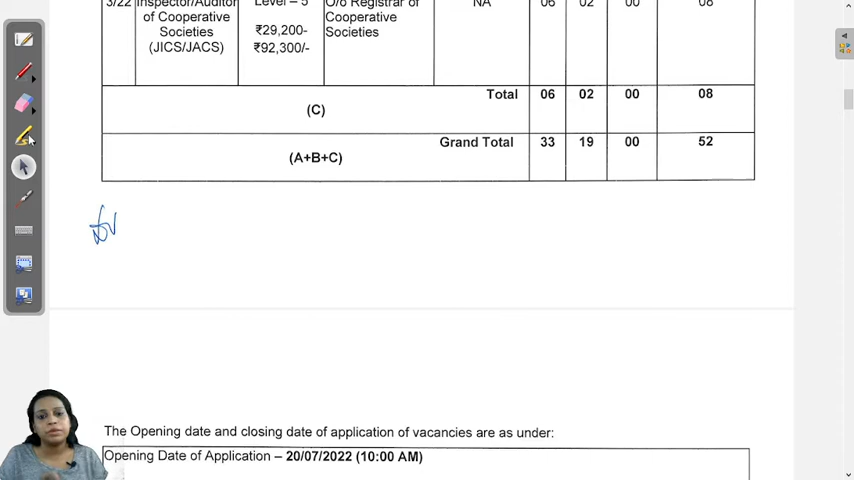 3/22 Inspector/Auditor Level – 5 O/o Registrar of NA 06 02 00 08
of Cooperative Cooperative
Societies ₹29,200- Societies
(JICS/JACS) ₹92,300/-
Total 06 02 00 08
(C)
Grand Total 33 19 00 52
(A+B+C)
The Opening date and closing date of application of vacancies are as under:
Opening Date of Application – 20/07/2022 (10:00 AM)